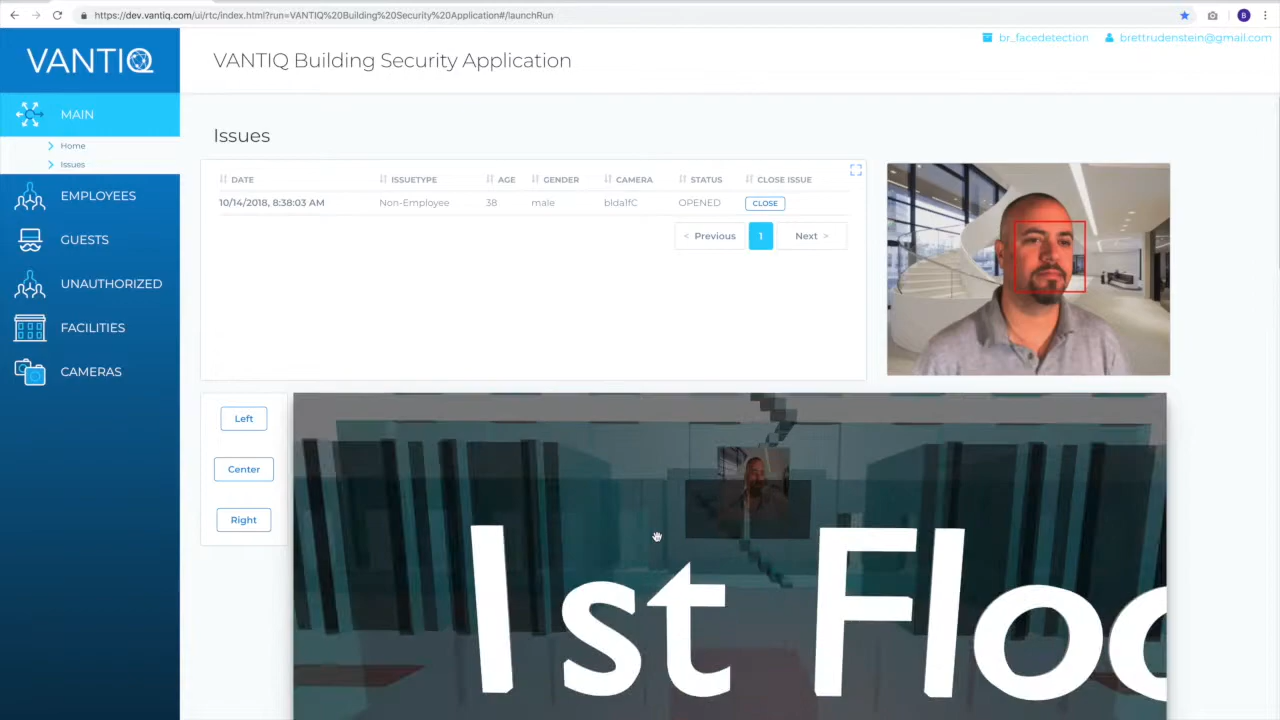 https://dev.vantiq.com/ui/rtc/index.html?run=VANTIQ%20Building%20Security%20Application#/launchRun
B
br_facedetection brettrudenstein@gmail.com
VANTIQ
VANTIQ Building Security Application
MAIN
Home
Issues
EMPLOYEES
GUESTS
UNAUTHORIZED
FACILITIES
CAMERAS
Issues
DATE ISSUETYPE AGE GENDER CAMERA STATUS CLOSE ISSUE
10/14/2018, 8:38:03 AM Non-Employee 38 male blda1fC OPENED CLOSE
< Previous 1 Next >
Left
Center
Right
1st Floo